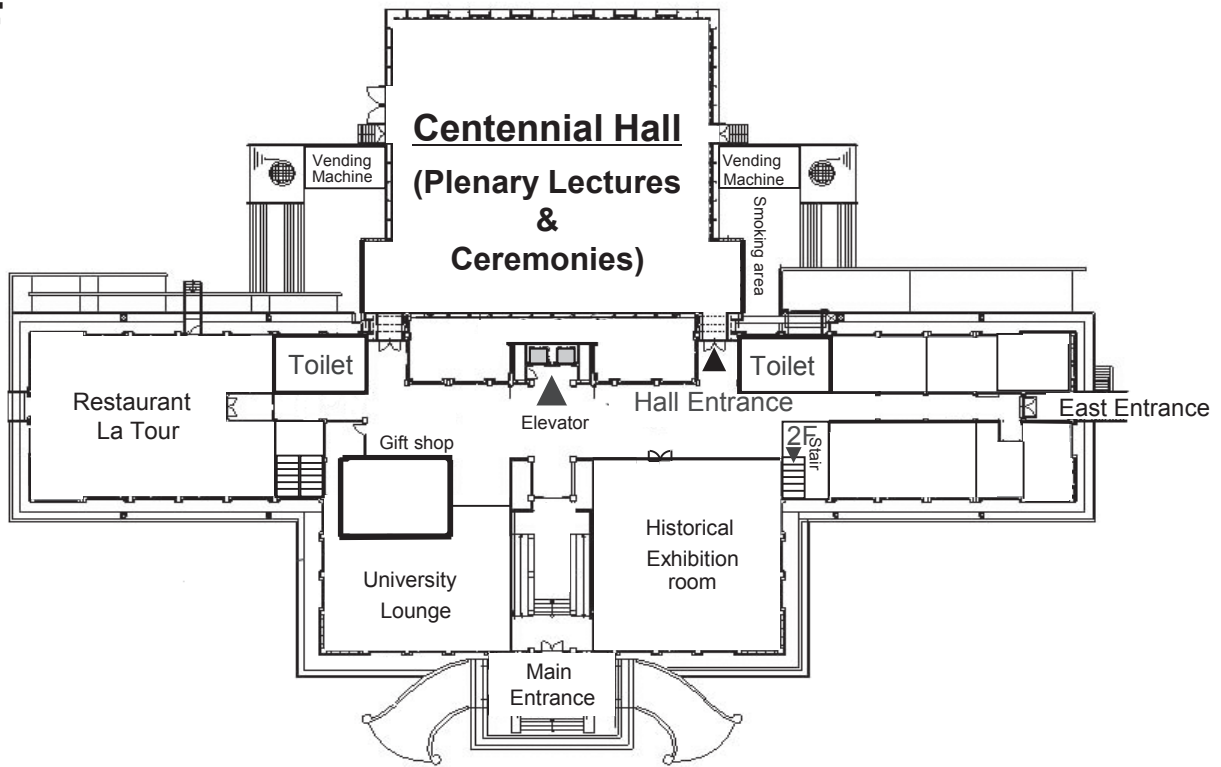 Centennial Hall
(Plenary Lectures
&
Ceremonies)
Vending
Machine
Vending
Machine
Smoking area
Toilet
Toilet
Restaurant
La Tour
Elevator
Hall Entrance
East Entrance
Gift shop
2F
Stair
University
Lounge
Historical
Exhibition
room
Main
Entrance